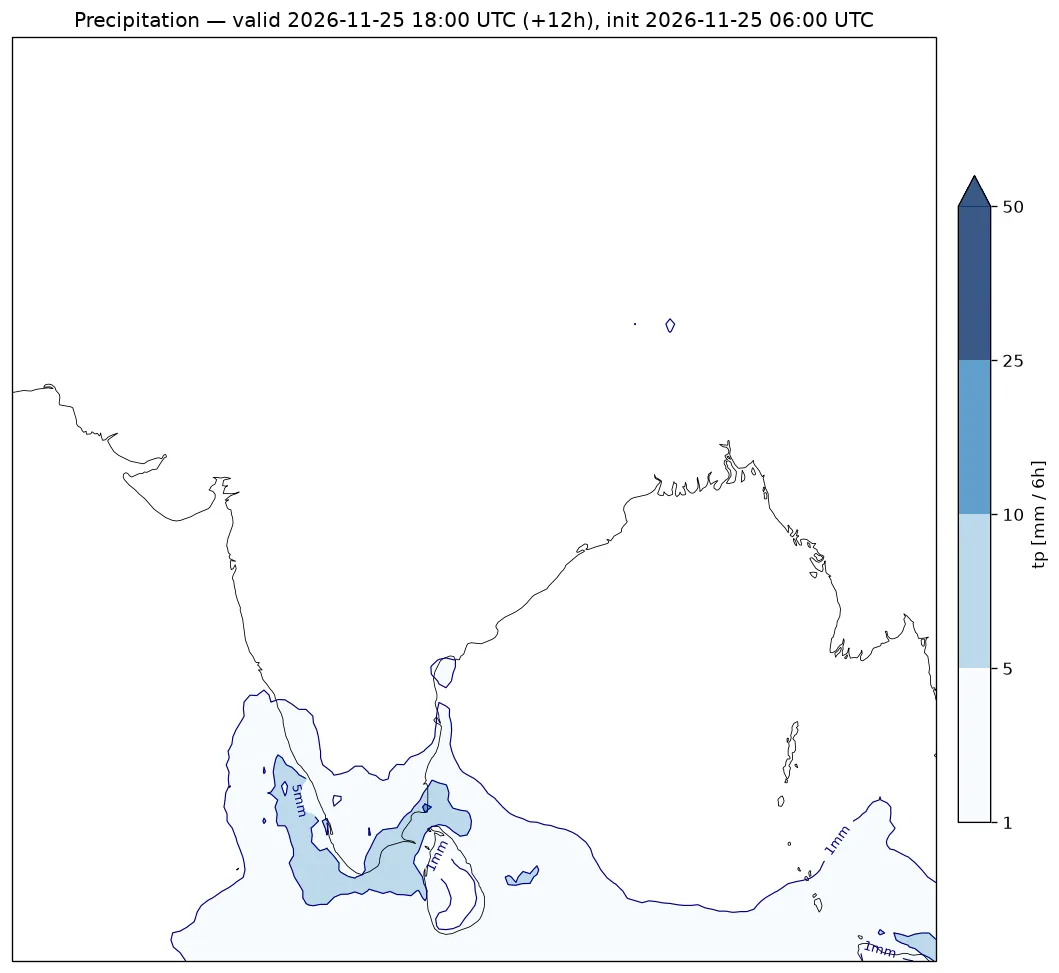 Precipitation — valid 2026-11-25 18:00 UTC (+12h), init 2026-11-25 06:00 UTC
50
25
10
5
1
tp [mm / 6h]
5mm
1mm
1mm
1mm